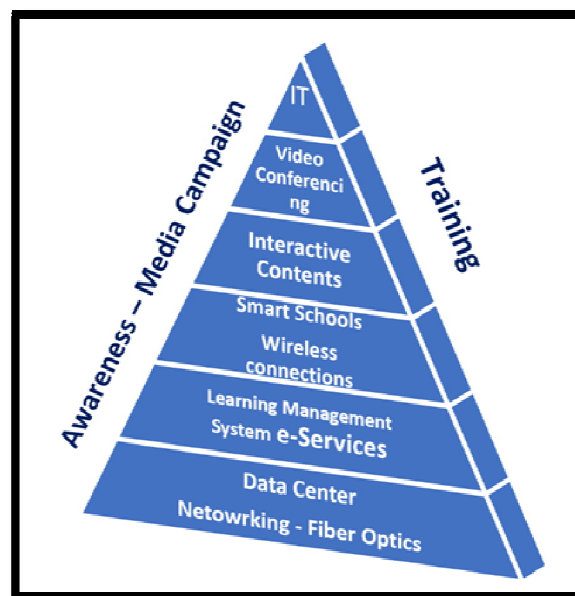 IT
Video
Conferenci
ng
Interactive
Contents
Smart Schools
Wireless
connections
Learning Management
System e-Services
Data Center
Netowrking - Fiber Optics
Awareness – Media Campaign
Training